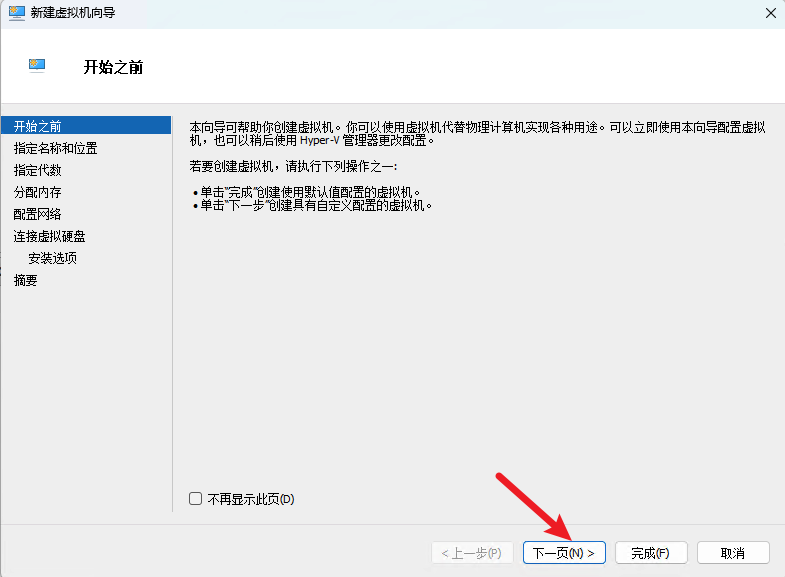 新建虚拟机向导
开始之前
开始之前
指定名称和位置
指定代数
分配内存
配置网络
连接虚拟硬盘
安装选项
摘要
本向导可帮助你创建虚拟机。你可以使用虚拟机代替物理计算机实现各种用途。可以立即使用本向导配置虚拟
机，也可以稍后使用 Hyper-V 管理器更改配置。
若要创建虚拟机，请执行下列操作之一:
• 单击"完成"创建使用默认值配置的虚拟机。
• 单击"下一步"创建具有自定义配置的虚拟机。
不再显示此页(D)
< 上一步(P)
下一页(N) >
完成(F)
取消